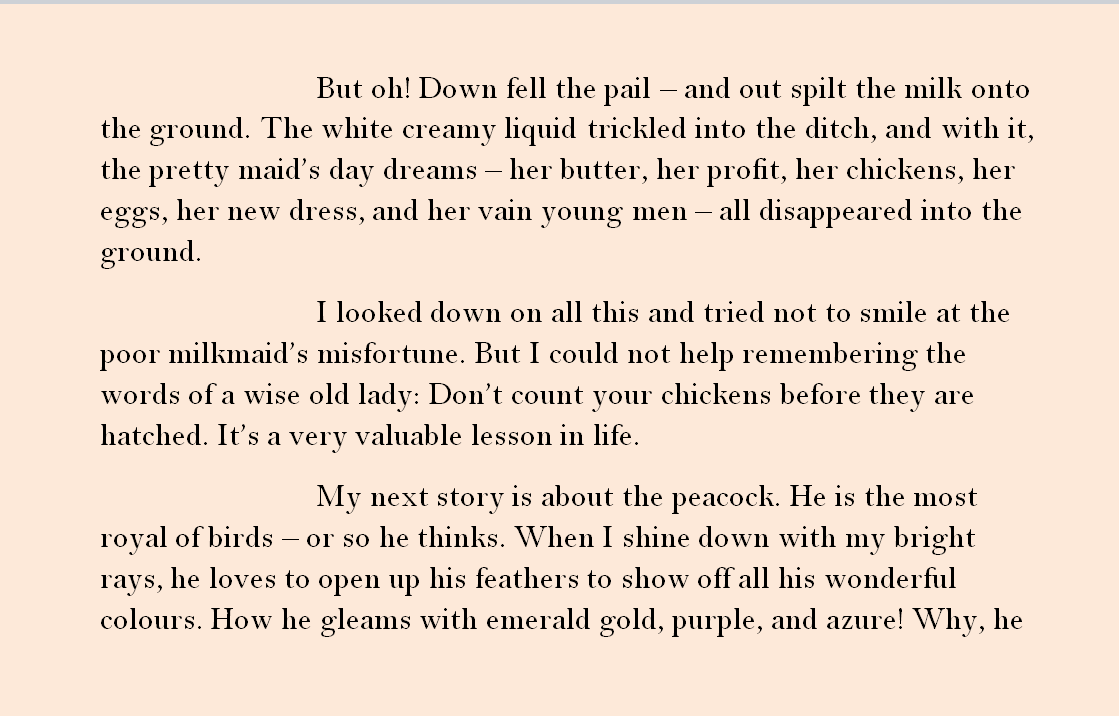 But oh! Down fell the pail – and out spilt the milk onto
the ground. The white creamy liquid trickled into the ditch, and with it,
the pretty maid’s day dreams – her butter, her profit, her chickens, her
eggs, her new dress, and her vain young men – all disappeared into the
ground.
I looked down on all this and tried not to smile at the
poor milkmaid’s misfortune. But I could not help remembering the
words of a wise old lady: Don’t count your chickens before they are
hatched. It’s a very valuable lesson in life.
My next story is about the peacock. He is the most
royal of birds – or so he thinks. When I shine down with my bright
rays, he loves to open up his feathers to show off all his wonderful
colours. How he gleams with emerald gold, purple, and azure! Why, he